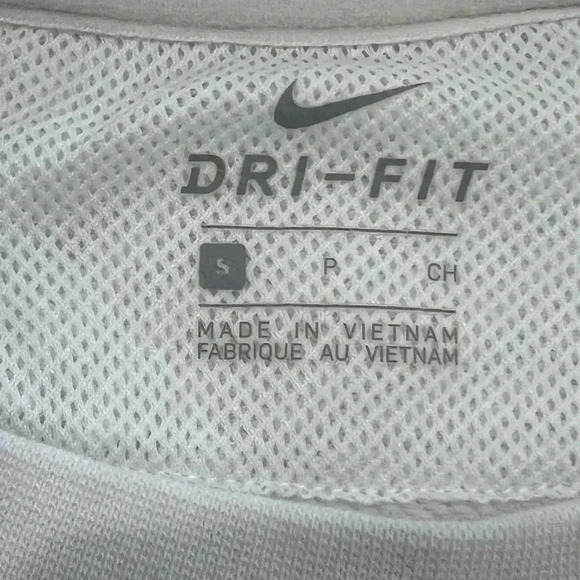 DRI-FIT
S P CH
MADE IN VIETNAM
FABRIQUE AU VIETNAM